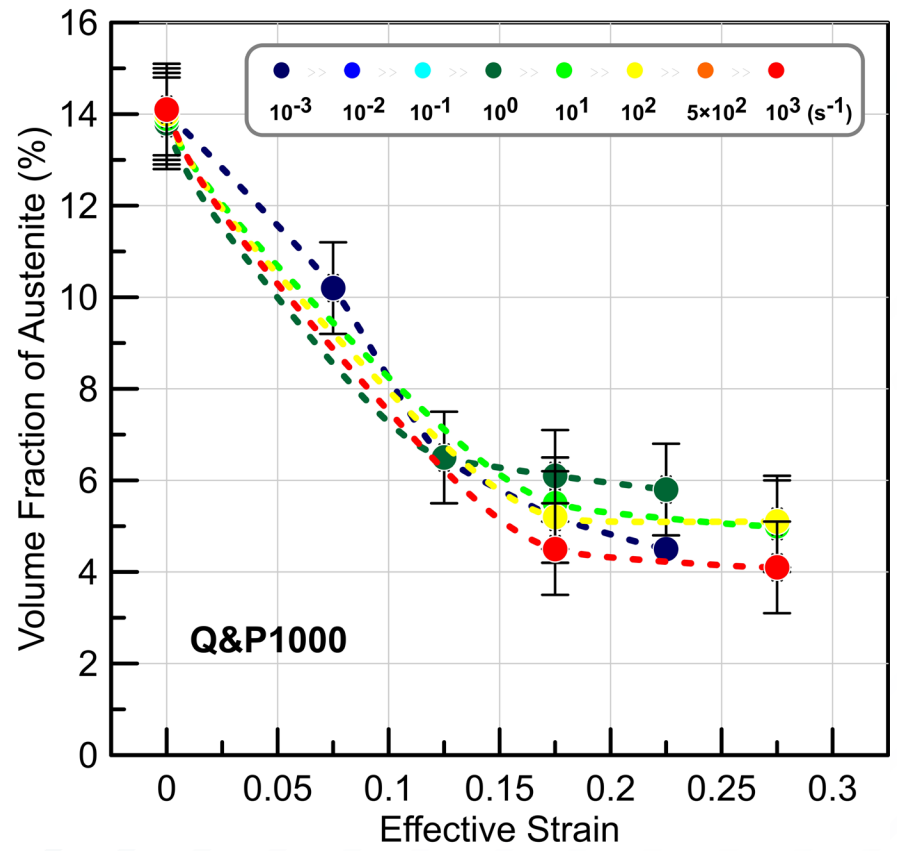 16
14
12
10
8
6
4
2
0
Volume Fraction of Austenite (%)
>> >> >> >> >> >> >>
10⁻³ 10⁻² 10⁻¹ 10⁰ 10¹ 10² 5×10² 10³ (s⁻¹)
Q&P1000
0 0.05 0.1 0.15 0.2 0.25 0.3
Effective Strain